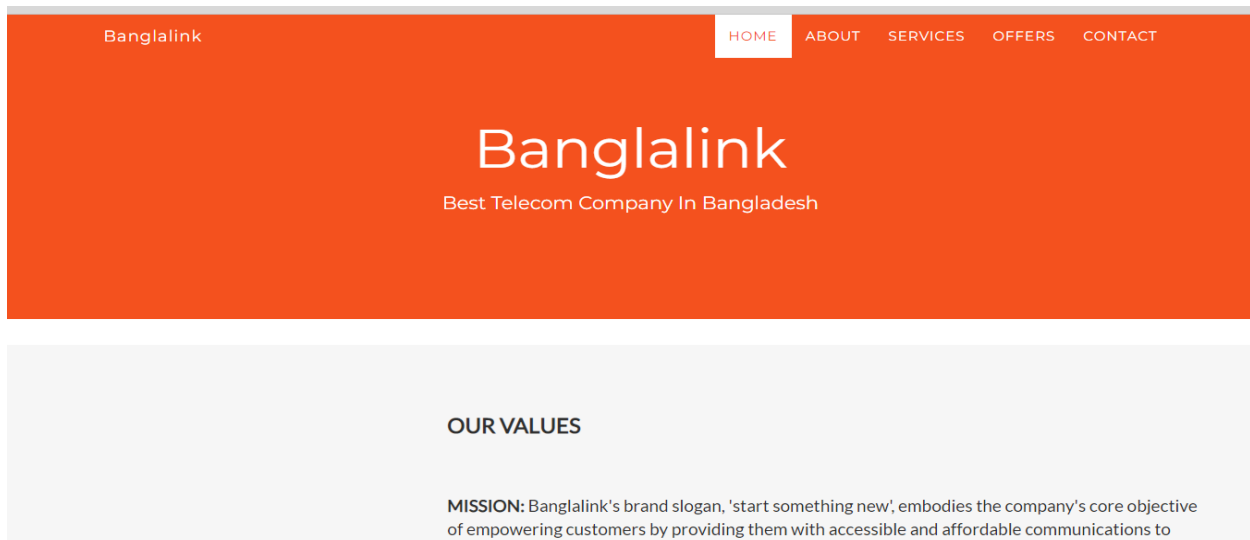 Banglalink
HOME ABOUT SERVICES OFFERS CONTACT
Banglalink
Best Telecom Company In Bangladesh
OUR VALUES
MISSION: Banglalink's brand slogan, 'start something new', embodies the company's core objective
of empowering customers by providing them with accessible and affordable communications to